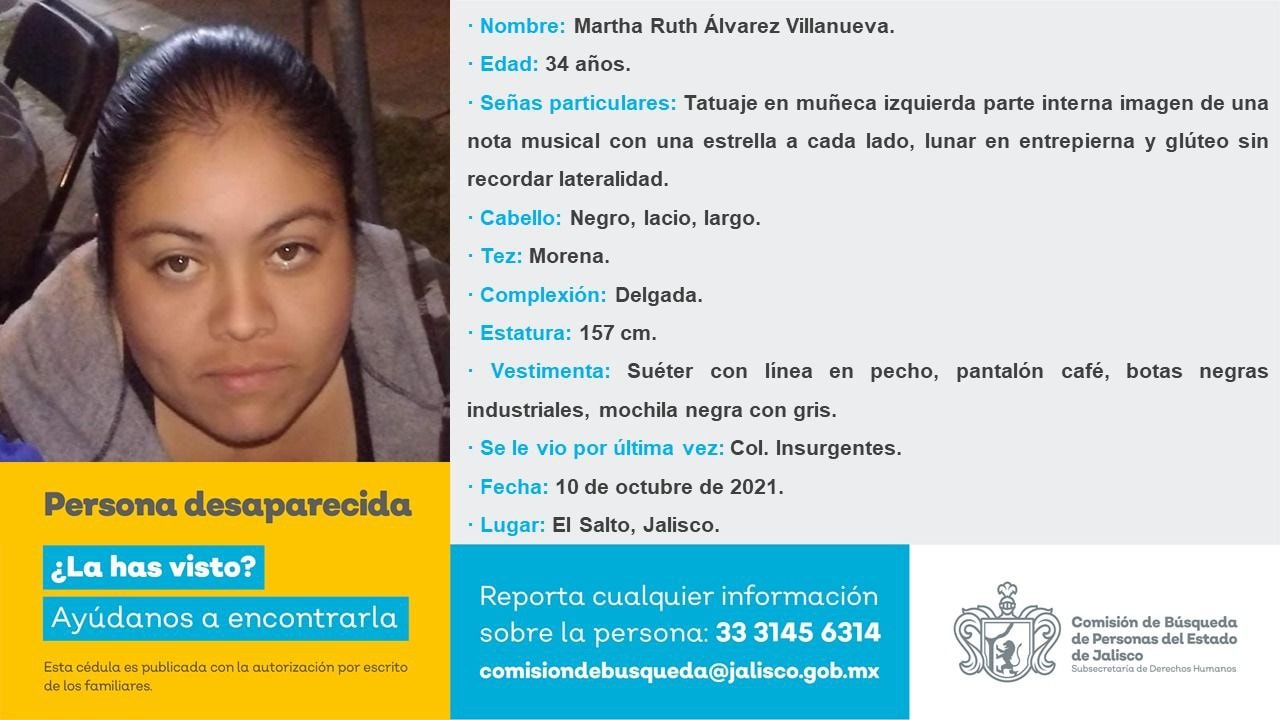 · Nombre: Martha Ruth Álvarez Villanueva.
· Edad: 34 años.
· Señas particulares: Tatuaje en muñeca izquierda parte interna imagen de una
nota musical con una estrella a cada lado, lunar en entrepierna y glúteo sin
recordar lateralidad.
· Cabello: Negro, lacio, largo.
· Tez: Morena.
· Complexión: Delgada.
· Estatura: 157 cm.
· Vestimenta: Suéter con línea en pecho, pantalón café, botas negras
industriales, mochila negra con gris.
· Se le vio por última vez: Col. Insurgentes.
· Fecha: 10 de octubre de 2021.
· Lugar: El Salto, Jalisco.
Persona desaparecida
¿La has visto?
Ayúdanos a encontrarla
Esta cédula es publicada con la autorización por escrito
de los familiares.
Reporta cualquier información
sobre la persona: 33 3145 6314
comisiondebusqueda@jalisco.gob.mx
Comisión de Búsqueda
de Personas del Estado
de Jalisco
Subsecretaría de Derechos Humanos